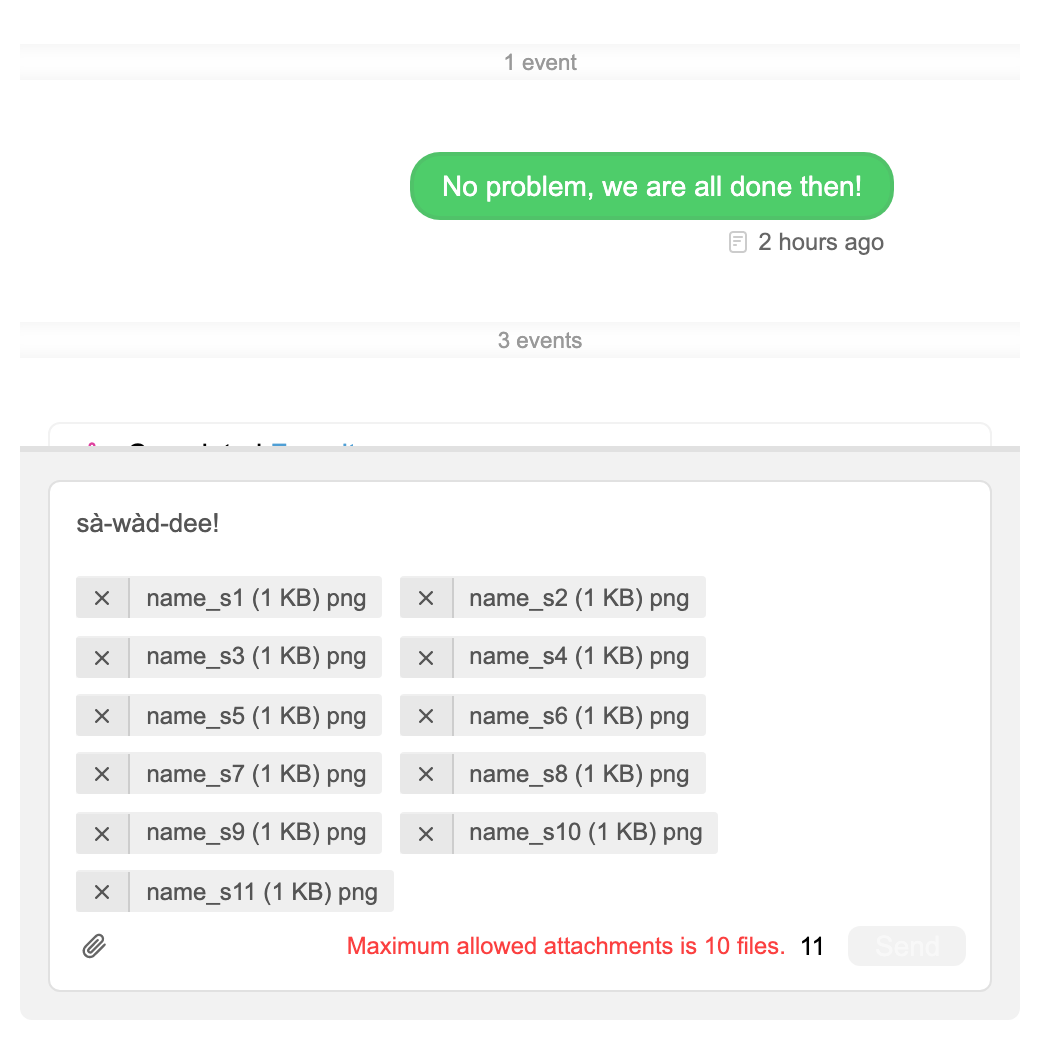 1 event
No problem, we are all done then!
2 hours ago
3 events
sà-wàd-dee!
name_s1 (1 KB) png name_s2 (1 KB) png
name_s3 (1 KB) png name_s4 (1 KB) png
name_s5 (1 KB) png name_s6 (1 KB) png
name_s7 (1 KB) png name_s8 (1 KB) png
name_s9 (1 KB) png name_s10 (1 KB) png
name_s11 (1 KB) png
Maximum allowed attachments is 10 files. 11 Send